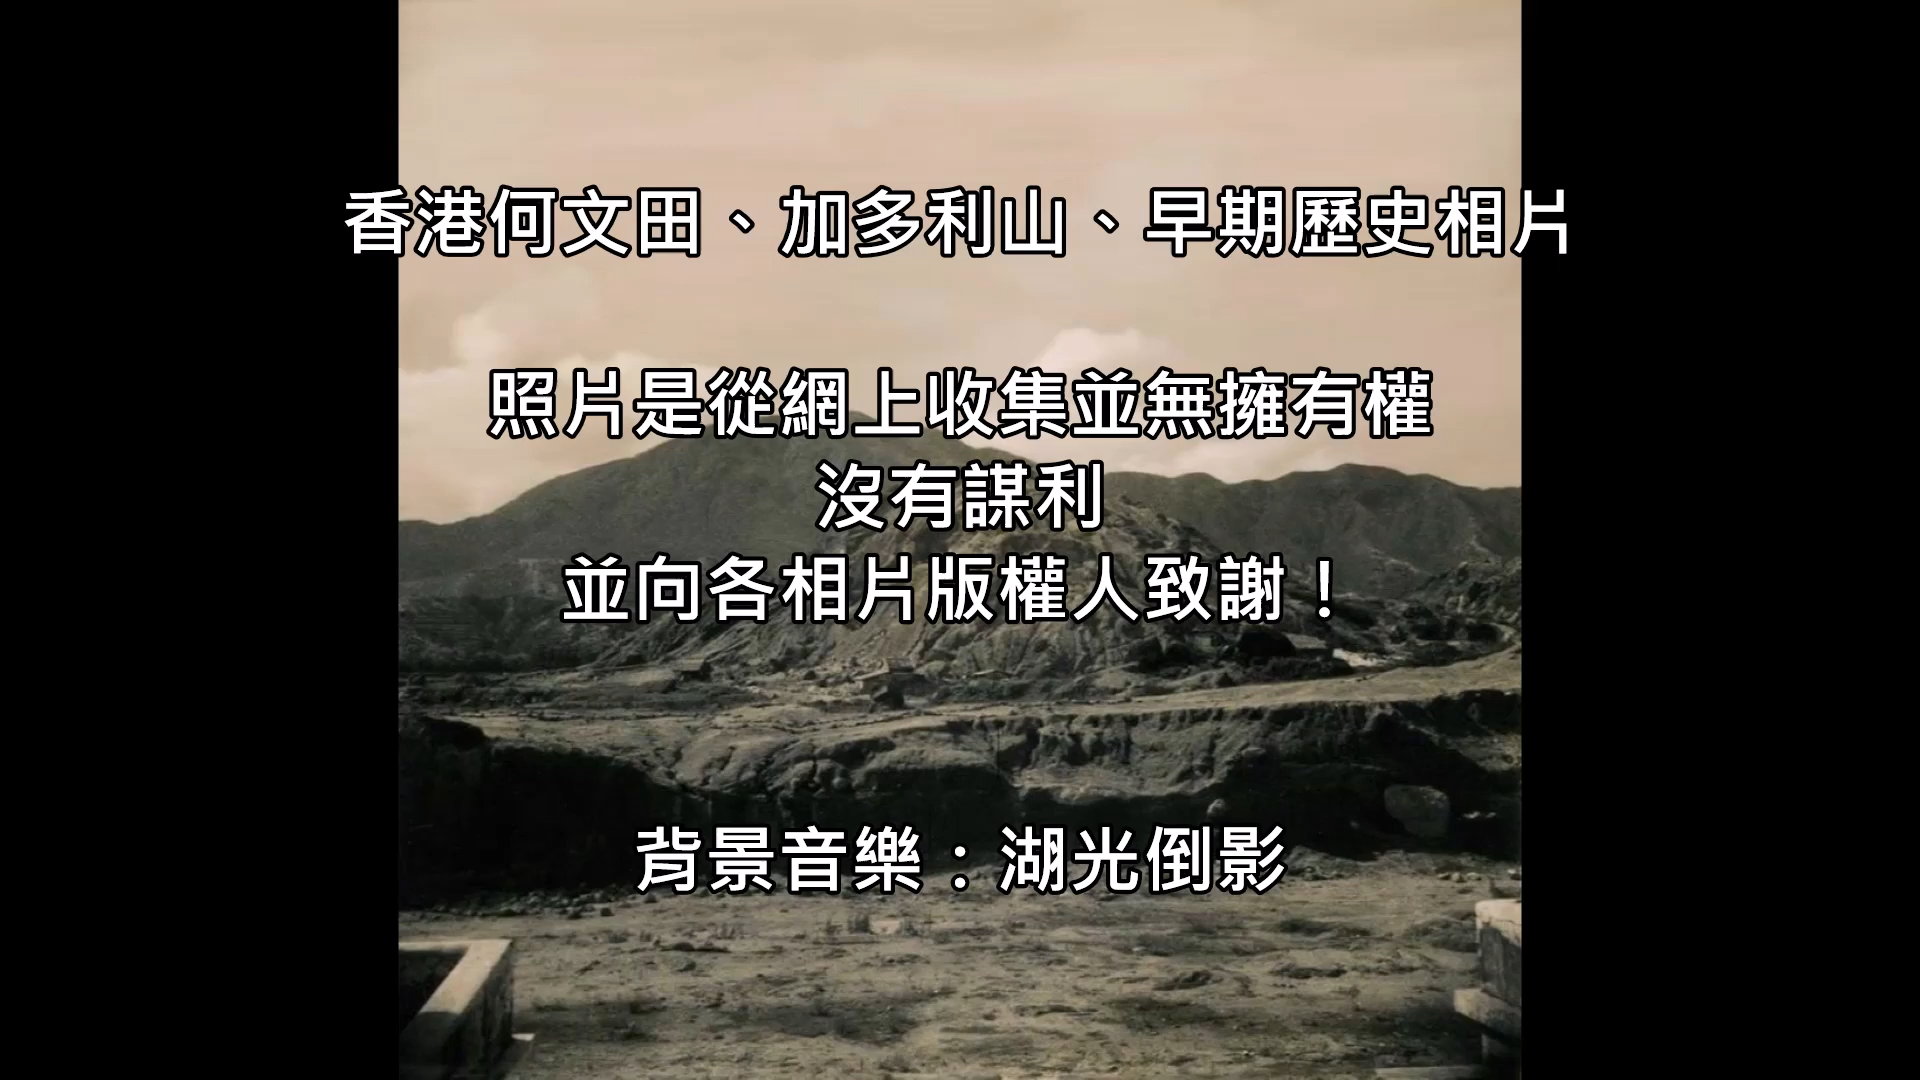 香港何文田、加多利山、早期歷史相片
照片是從網上收集並無擁有權
沒有謀利
並向各相片版權人致謝！
背景音樂：湖光倒影